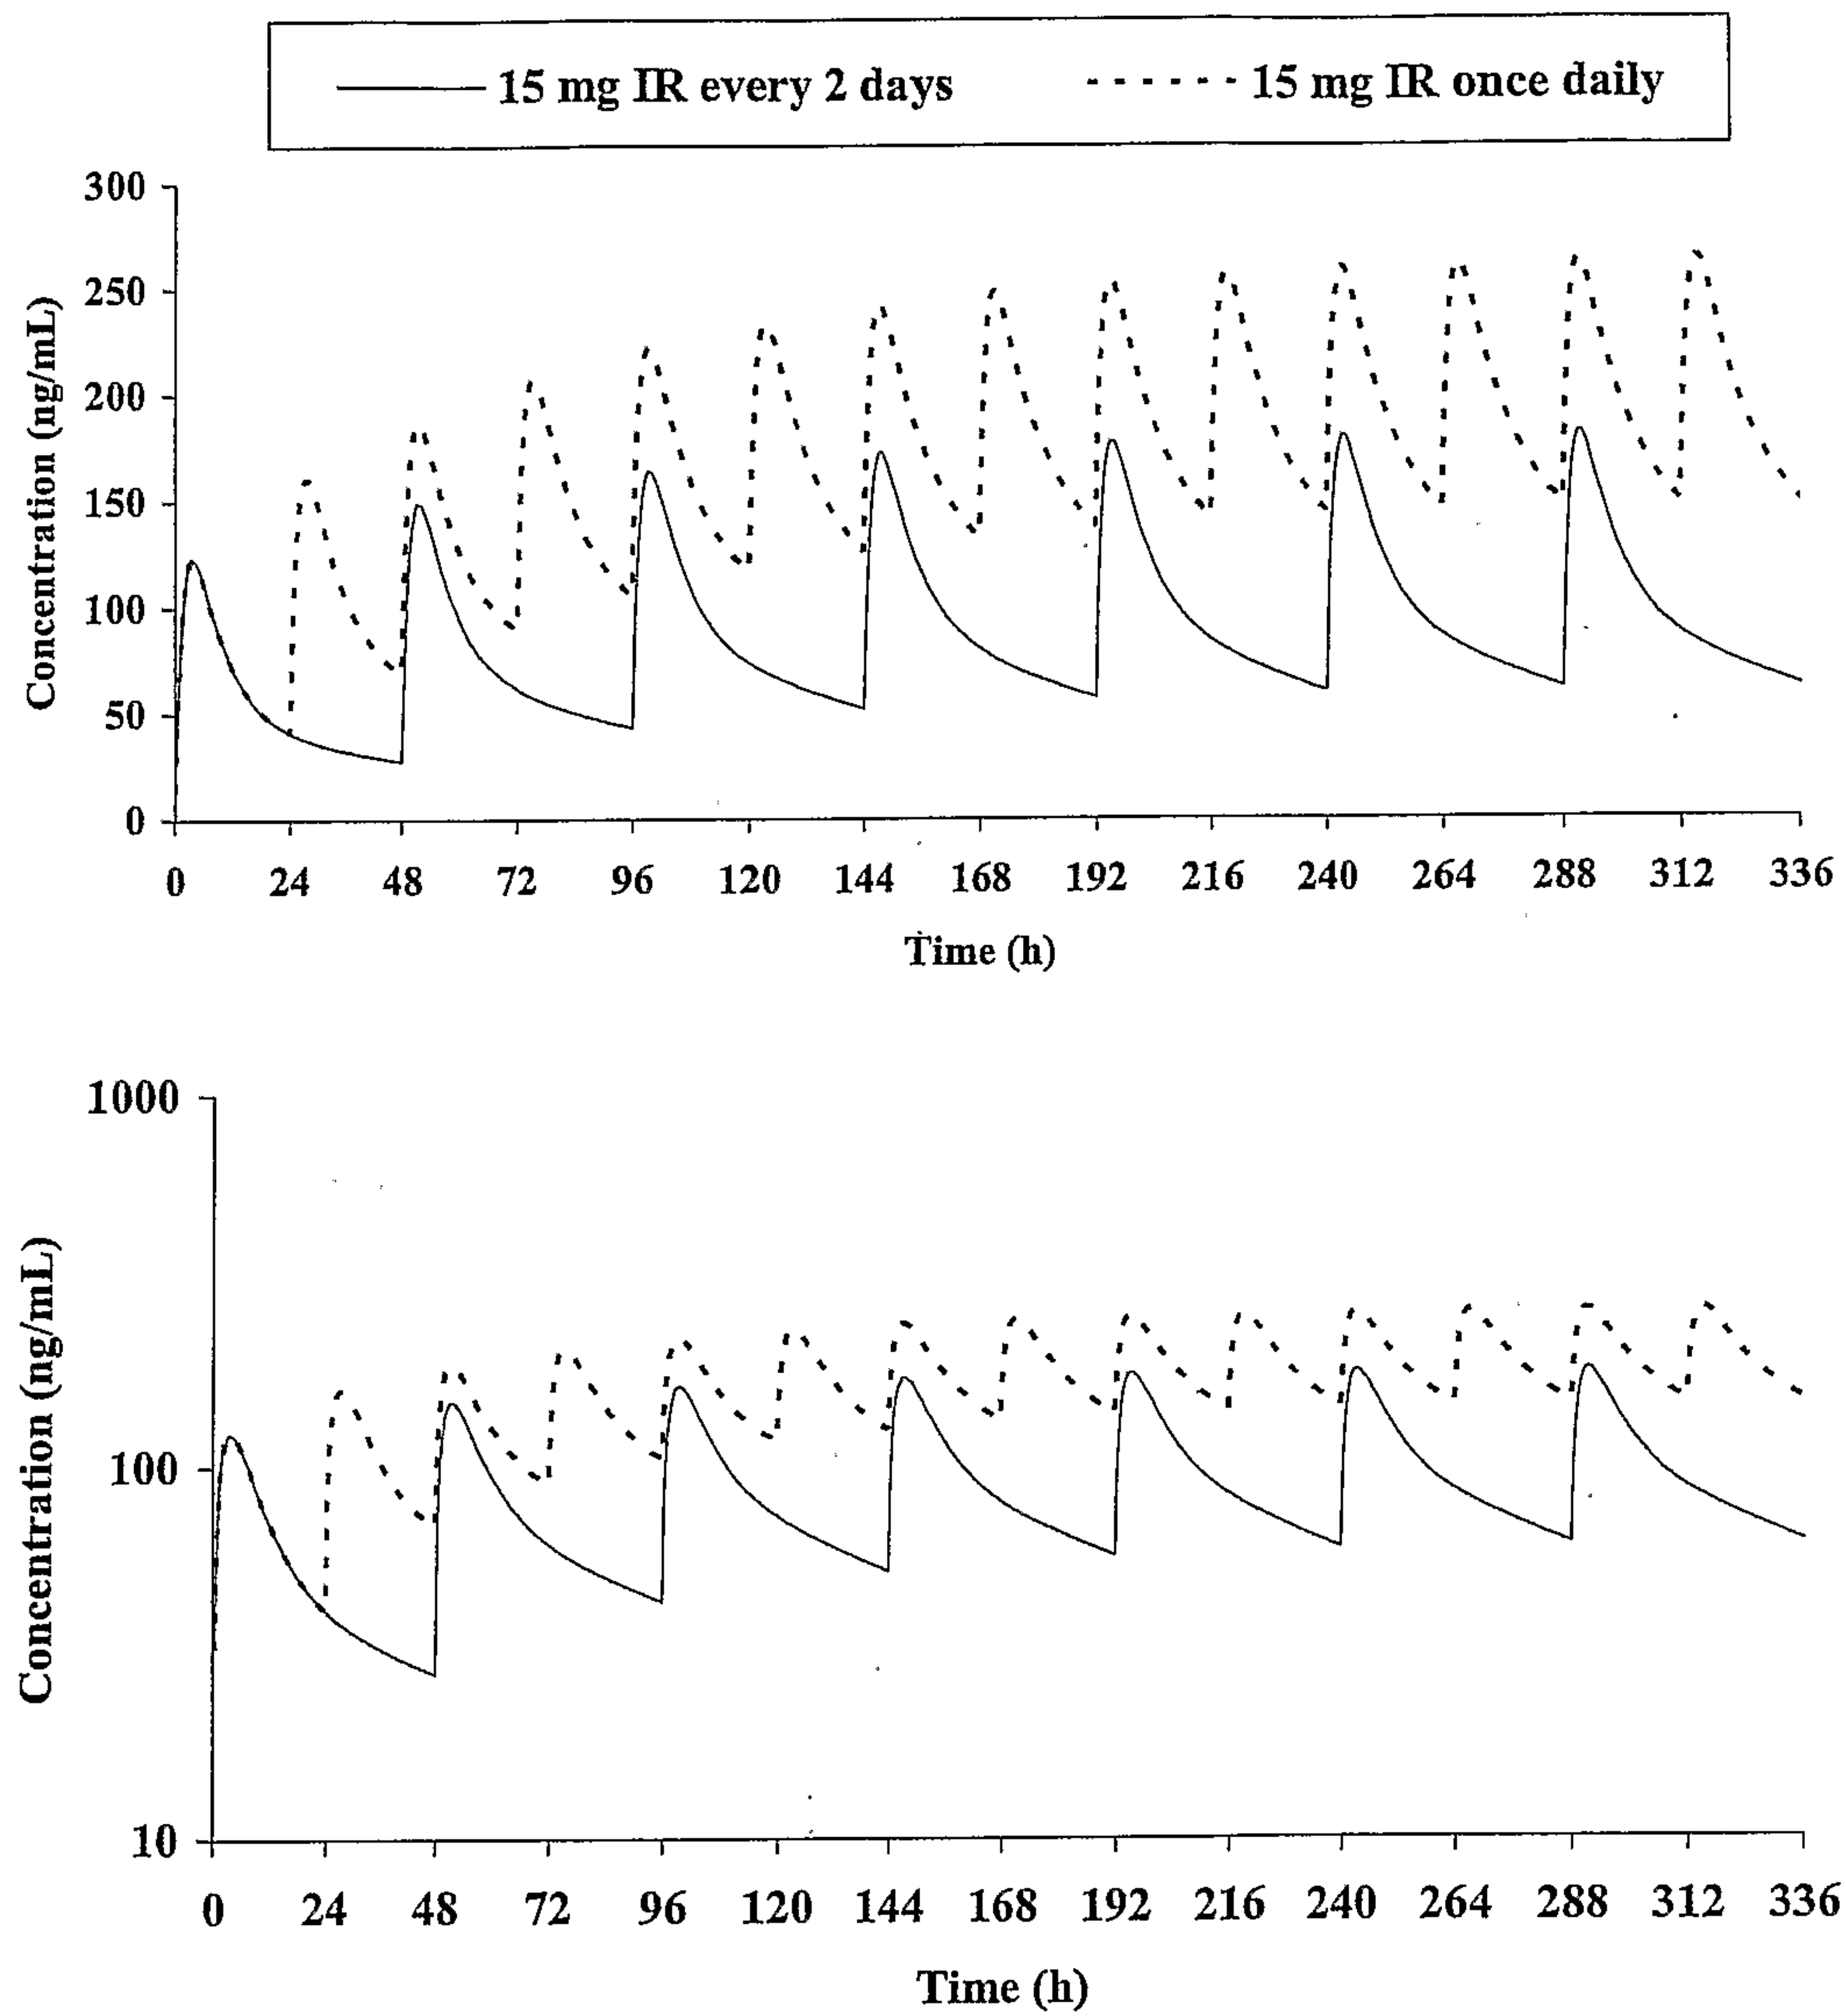 15 mg IR every 2 days 15 mg IR once daily
300
250
200
150
100
50
0
Concentration (ng/mL)
0 24 48 72 96 120 144 168 192 216 240 264 288 312 336
Time (h)
1000
100
10
Concentration (ng/mL)
0 24 48 72 96 120 144 168 192 216 240 264 288 312 336
Time (h)